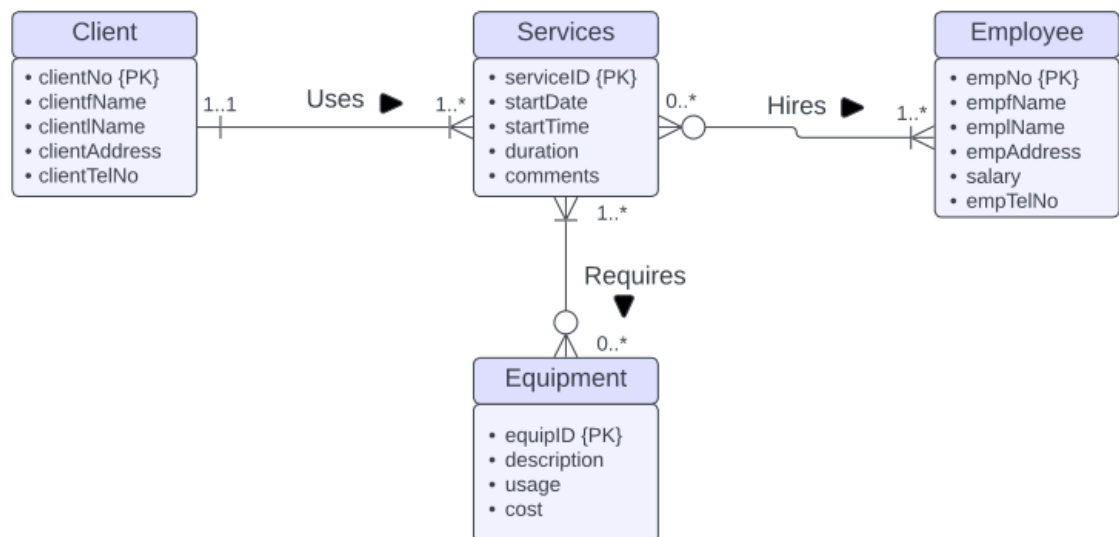 Client
• clientNo {PK}
• clientfName
• clientlName
• clientAddress
• clientTelNo
1..1
Uses
1..*
Services
• serviceID {PK}
• startDate
• startTime
• duration
• comments
0..*
Hires
1..*
Employee
• empNo {PK}
• empfName
• emplName
• empAddress
• salary
• empTelNo
1..*
Requires
0..*
Equipment
• equipID {PK}
• description
• usage
• cost